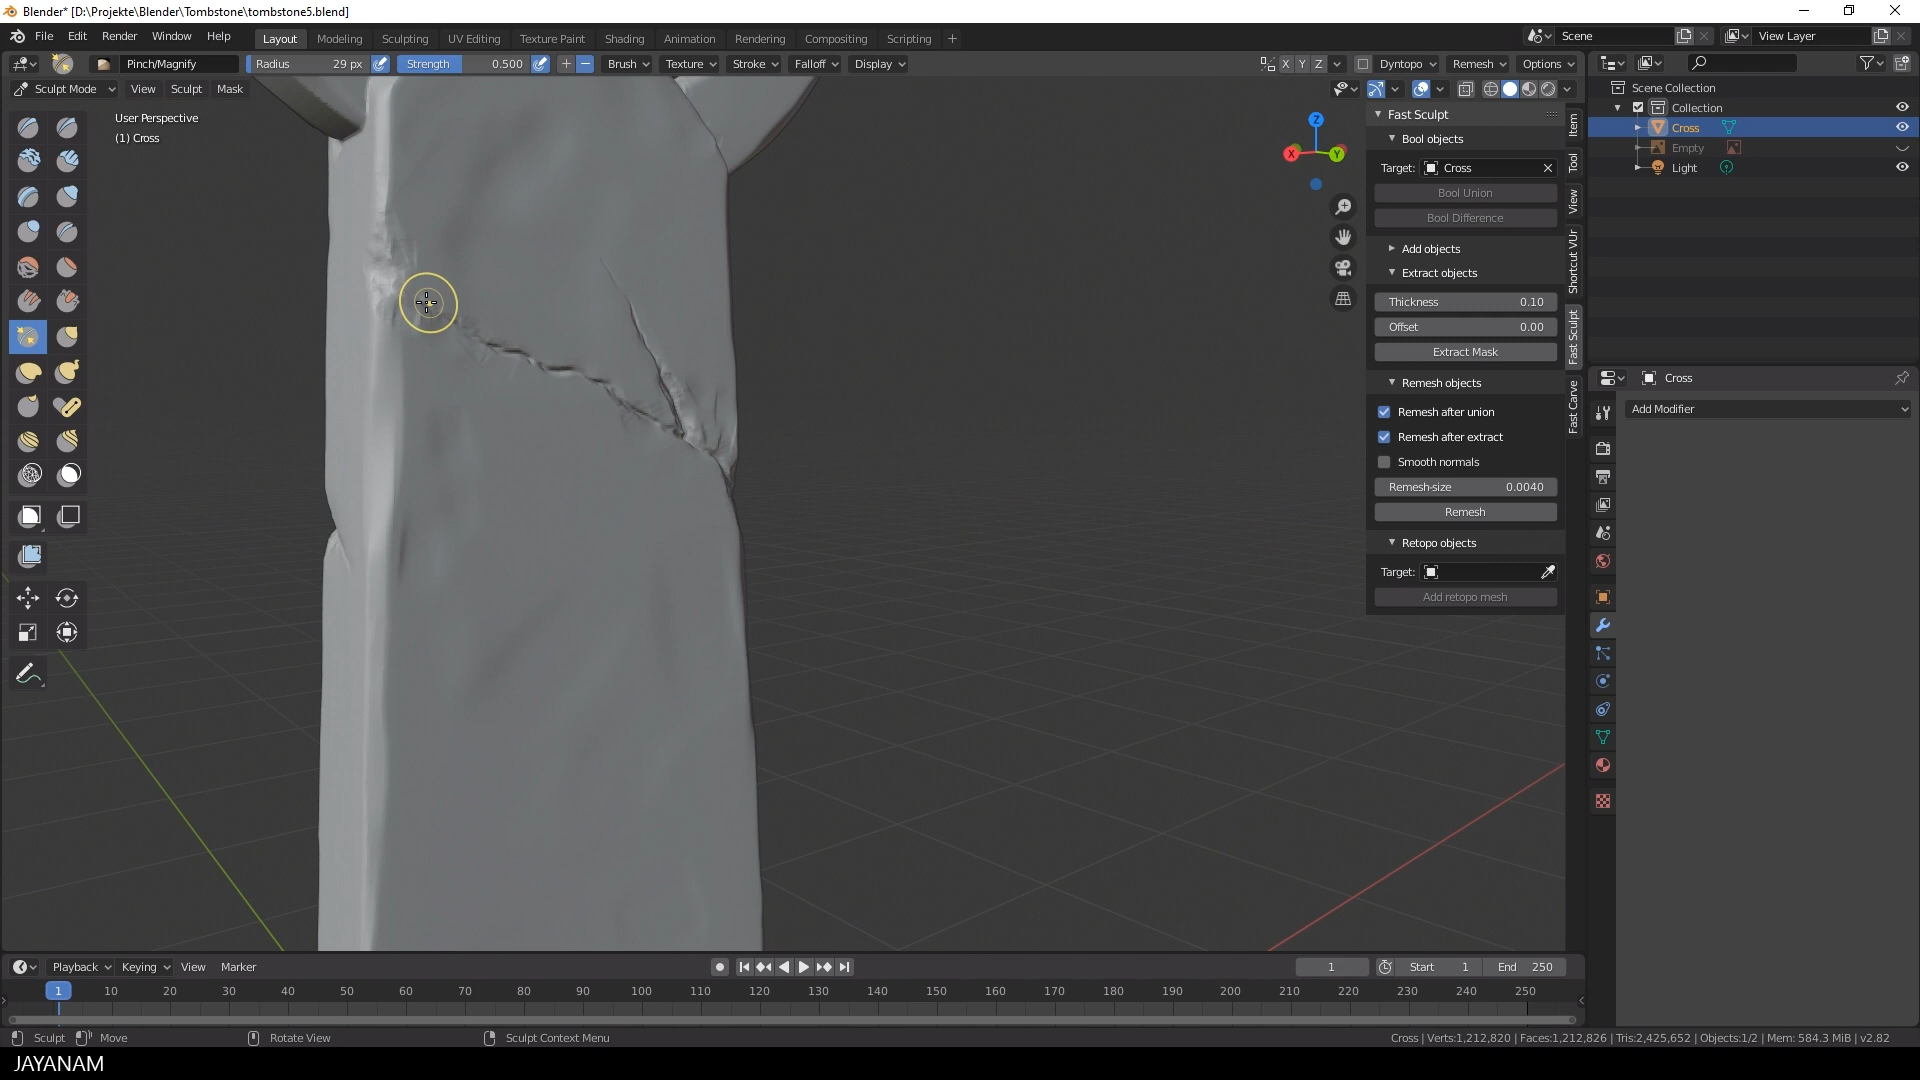 Blender* [D:\Projekte\Blender\Tombstone\tombstone5.blend]
File Edit Render Window Help Layout Modeling Sculpting UV Editing Texture Paint Shading Animation Rendering Compositing Scripting + Scene View Layer
Pinch/Magnify Radius 29 px Strength 0.500 + − Brush Texture Stroke Falloff Display X Y Z Dyntopo Remesh Options
Sculpt Mode View Sculpt Mask
User Perspective
(1) Cross
Z
X
Y
Fast Sculpt
Bool objects
Target: Cross
Bool Union
Bool Difference
Add objects
Extract objects
Thickness 0.10
Offset 0.00
Extract Mask
Remesh objects
Remesh after union
Remesh after extract
Smooth normals
Remesh-size 0.0040
Remesh
Retopo objects
Target:
Add retopo mesh
Item
Tool
View
Shortcut VUr
Fast Sculpt
Fast Carve
Scene Collection
Collection
Cross
Empty
Light
Cross
Add Modifier
Playback Keying View Marker 1 Start 1 End 250
1 10 20 30 40 50 60 70 80 90 100 110 120 130 140 150 160 170 180 190 200 210 220 230 240 250
Sculpt Move Rotate View Sculpt Context Menu Cross | Verts:1,212,820 | Faces:1,212,826 | Tris:2,425,652 | Objects:1/2 | Mem: 584.3 MiB | v2.82
JAYANAM